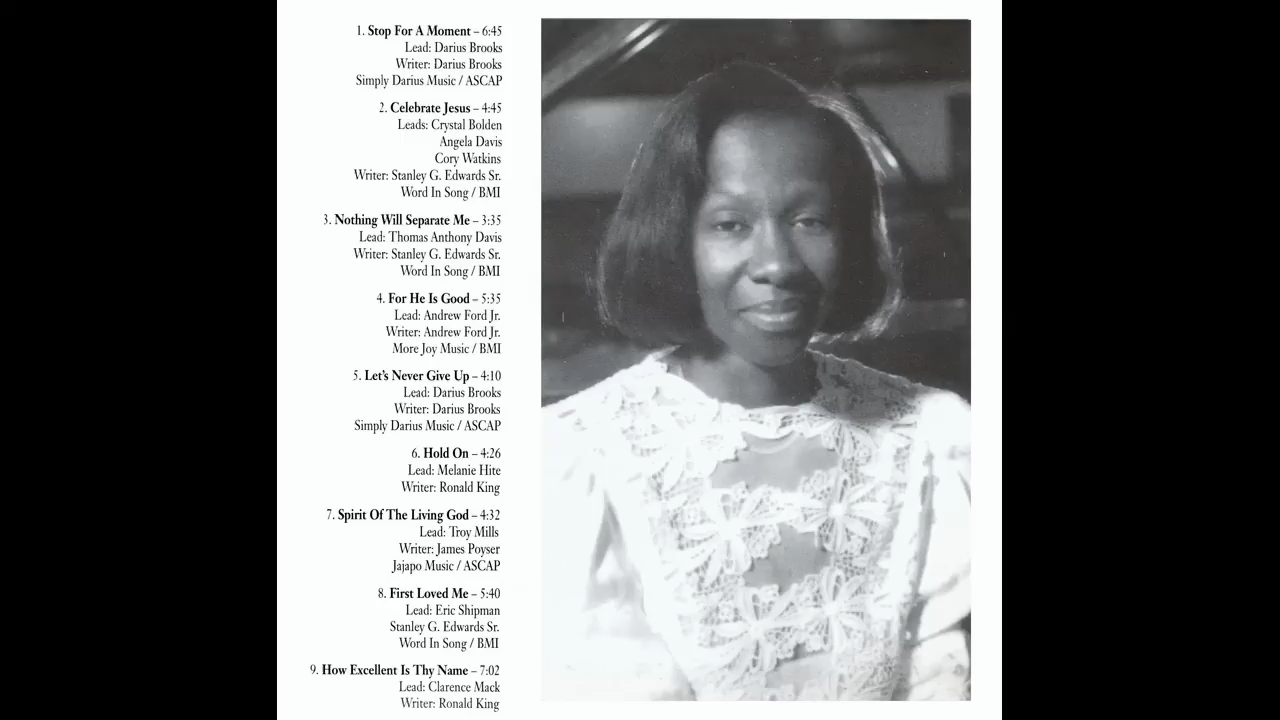 1. Stop For A Moment – 6:45
Lead: Darius Brooks
Writer: Darius Brooks
Simply Darius Music / ASCAP
2. Celebrate Jesus – 4:45
Leads: Crystal Bolden
Angela Davis
Cory Watkins
Writer: Stanley G. Edwards Sr.
Word In Song / BMI
3. Nothing Will Separate Me – 3:35
Lead: Thomas Anthony Davis
Writer: Stanley G. Edwards Sr.
Word In Song / BMI
4. For He Is Good – 5:35
Lead: Andrew Ford Jr.
Writer: Andrew Ford Jr.
More Joy Music / BMI
5. Let's Never Give Up – 4:10
Lead: Darius Brooks
Writer: Darius Brooks
Simply Darius Music / ASCAP
6. Hold On – 4:26
Lead: Melanie Hite
Writer: Ronald King
7. Spirit Of The Living God – 4:32
Lead: Troy Mills
Writer: James Poyser
Jajapo Music / ASCAP
8. First Loved Me – 5:40
Lead: Eric Shipman
Stanley G. Edwards Sr.
Word In Song / BMI
9. How Excellent Is Thy Name – 7:02
Lead: Clarence Mack
Writer: Ronald King